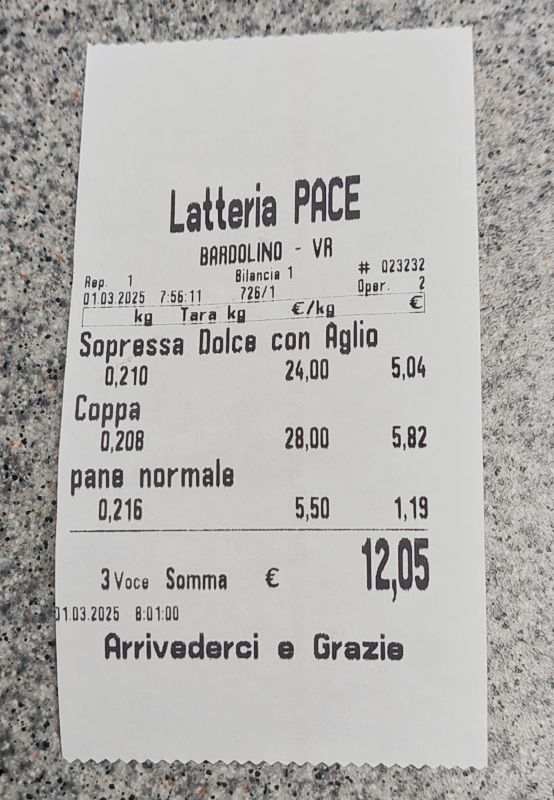 Latteria PACE
BARDOLINO - VR
Rep. 1 Bilancia 1 # 023232
01.03.2025 7:56:11 726/1 Oper. 2
kg Tara kg €/kg €
Sopressa Dolce con Aglio
0,210 24,00 5,04
Coppa
0,208 28,00 5,82
pane normale
0,216 5,50 1,19
3 Voce Somma € 12,05
01.03.2025 8:01:00
Arrivederci e Grazie